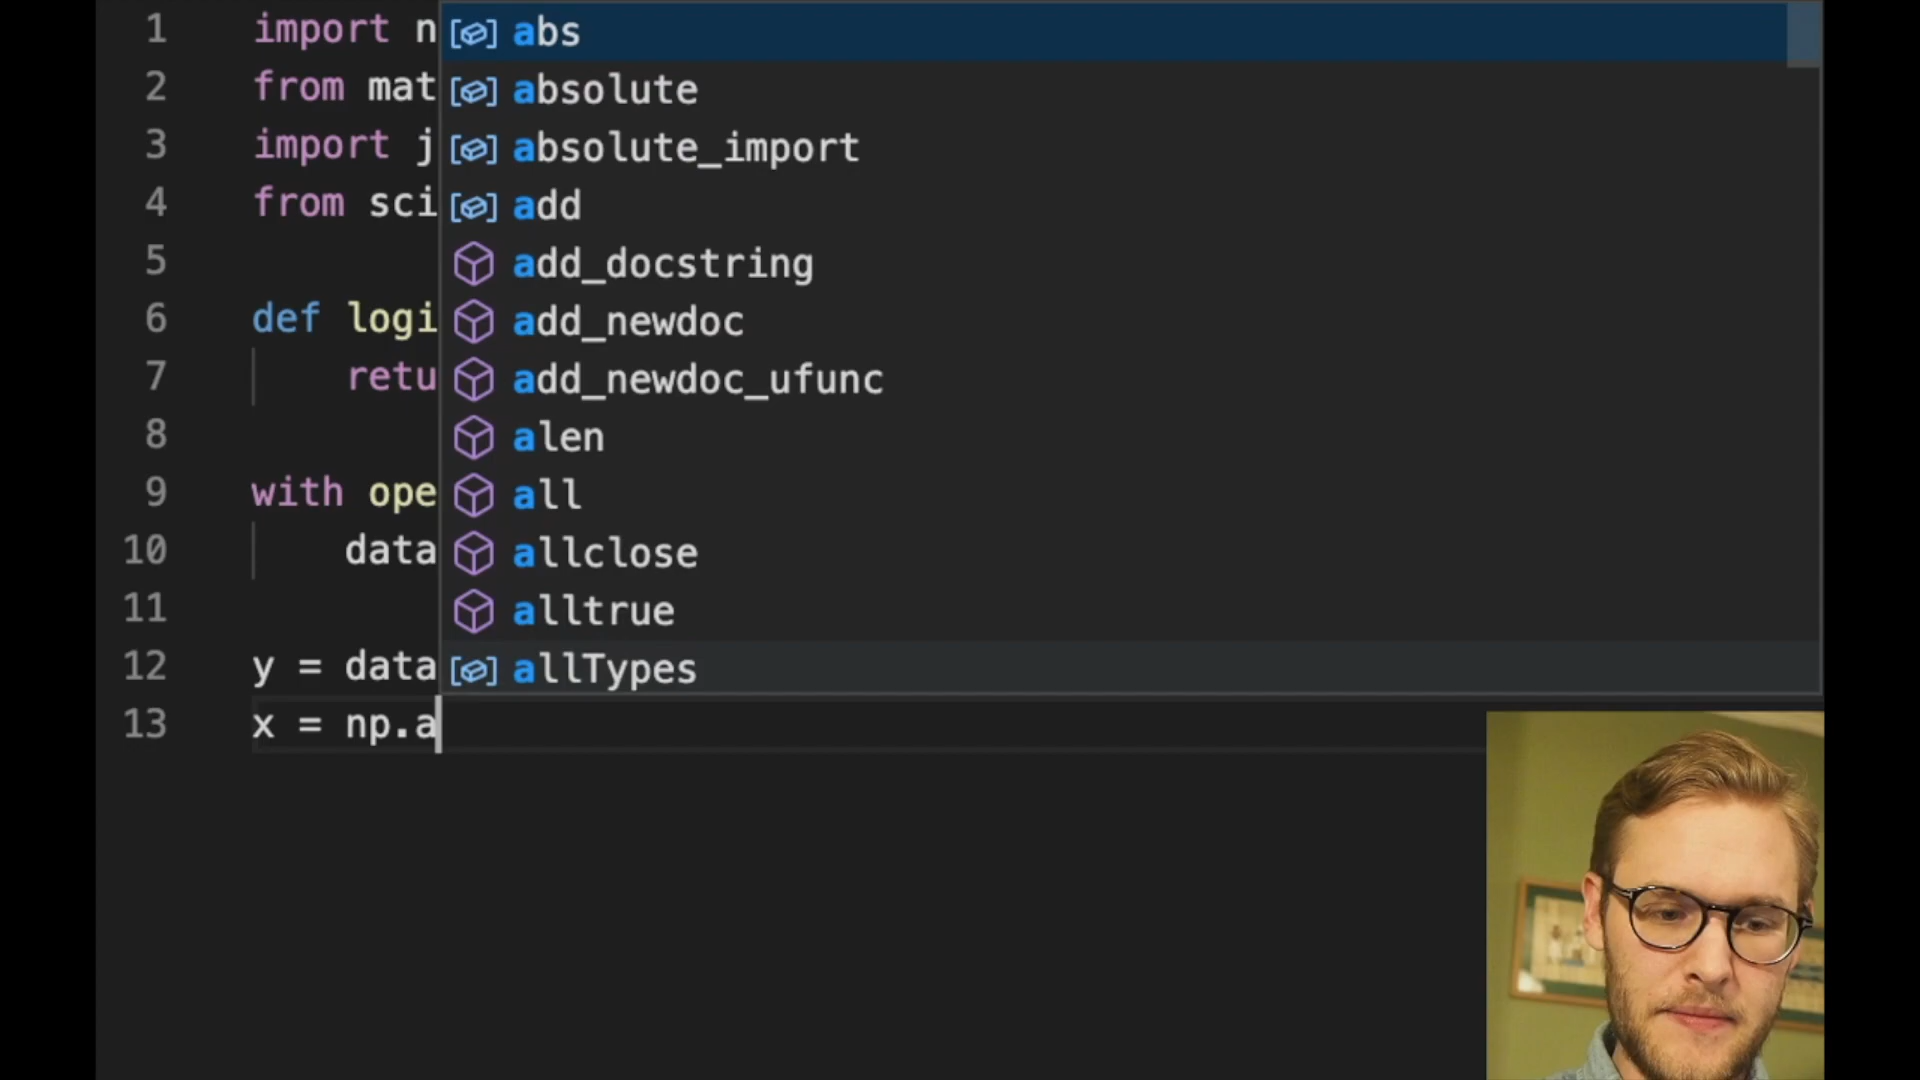 1 import n
2 from mat
3 import j
4 from sci
5
6 def logi
7 retu
8
9 with ope
10 data
11
12 y = data
13 x = np.a
abs
absolute
absolute_import
add
add_docstring
add_newdoc
add_newdoc_ufunc
alen
all
allclose
alltrue
allTypes